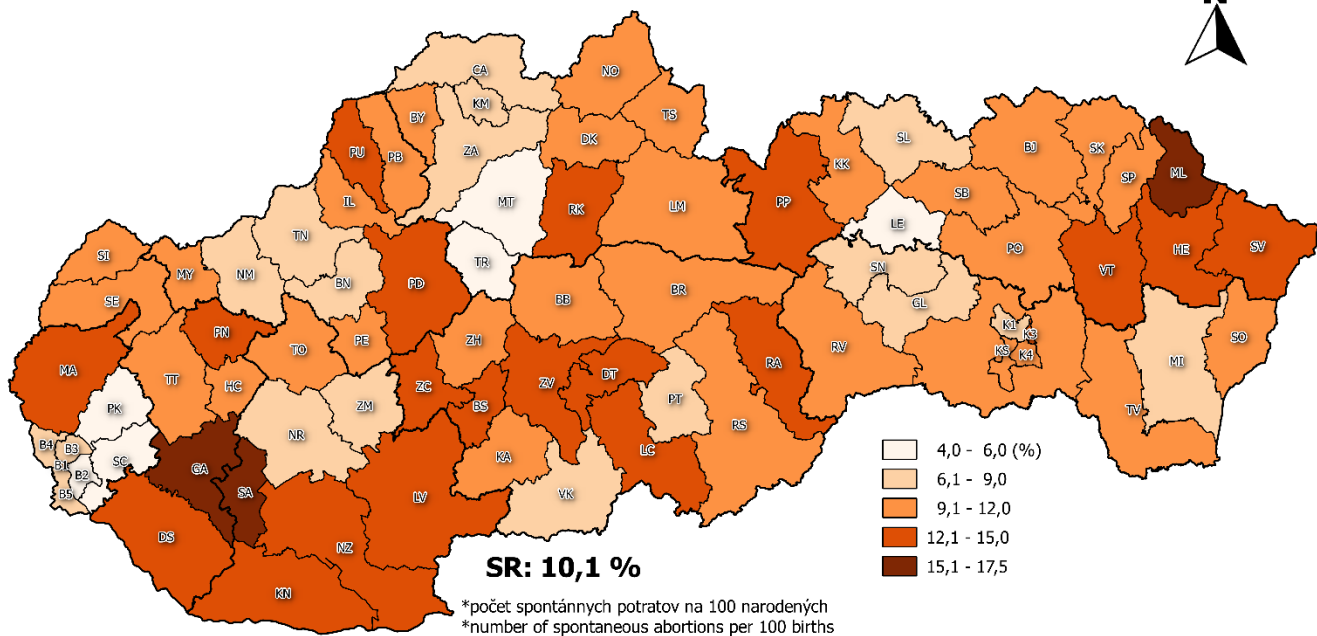 N
CA
NO
KM
BY
TS
PU
PB
ZA
DK
SL
KK
BJ
SK
SP
ML
IL
MT
RK
LM
PP
SB
LE
TN
PO
SI
MY
NM
TR
SN
VT
HE
SV
BN
PD
BB
BR
GL
SE
PN
TO
PE
ZH
K1
K3
KS
K4
RV
SO
MI
MA
TT
HC
ZC
ZV
DT
RA
PK
ZM
BS
PT
TV
NR
RS
B4
B3
B1
B2
SC
GA
KA
LC
B5
SA
LV
VK
DS
NZ
KN
4,0 - 6,0 (%)
6,1 - 9,0
9,1 - 12,0
12,1 - 15,0
15,1 - 17,5
SR: 10,1 %
*počet spontánnych potratov na 100 narodených
*number of spontaneous abortions per 100 births